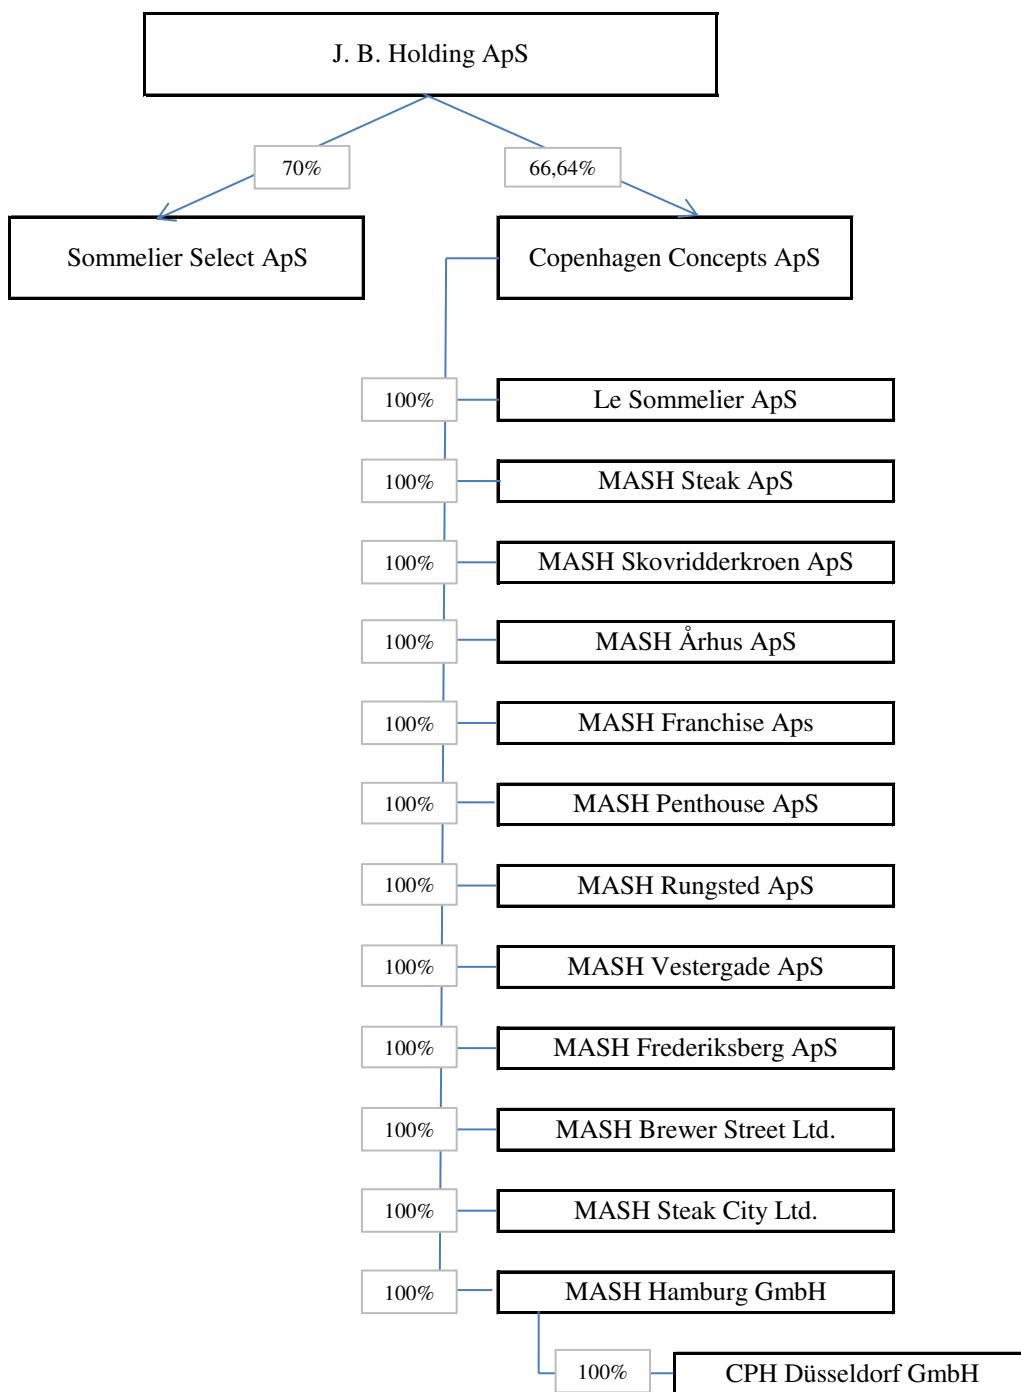 J. B. Holding ApS
70%
66,64%
Sommelier Select ApS
Copenhagen Concepts ApS
100%
Le Sommelier ApS
100%
MASH Steak ApS
100%
MASH Skovridderkroen ApS
100%
MASH Århus ApS
100%
MASH Franchise Aps
100%
MASH Penthouse ApS
100%
MASH Rungsted ApS
100%
MASH Vestergade ApS
100%
MASH Frederiksberg ApS
100%
MASH Brewer Street Ltd.
100%
MASH Steak City Ltd.
100%
MASH Hamburg GmbH
100%
CPH Düsseldorf GmbH